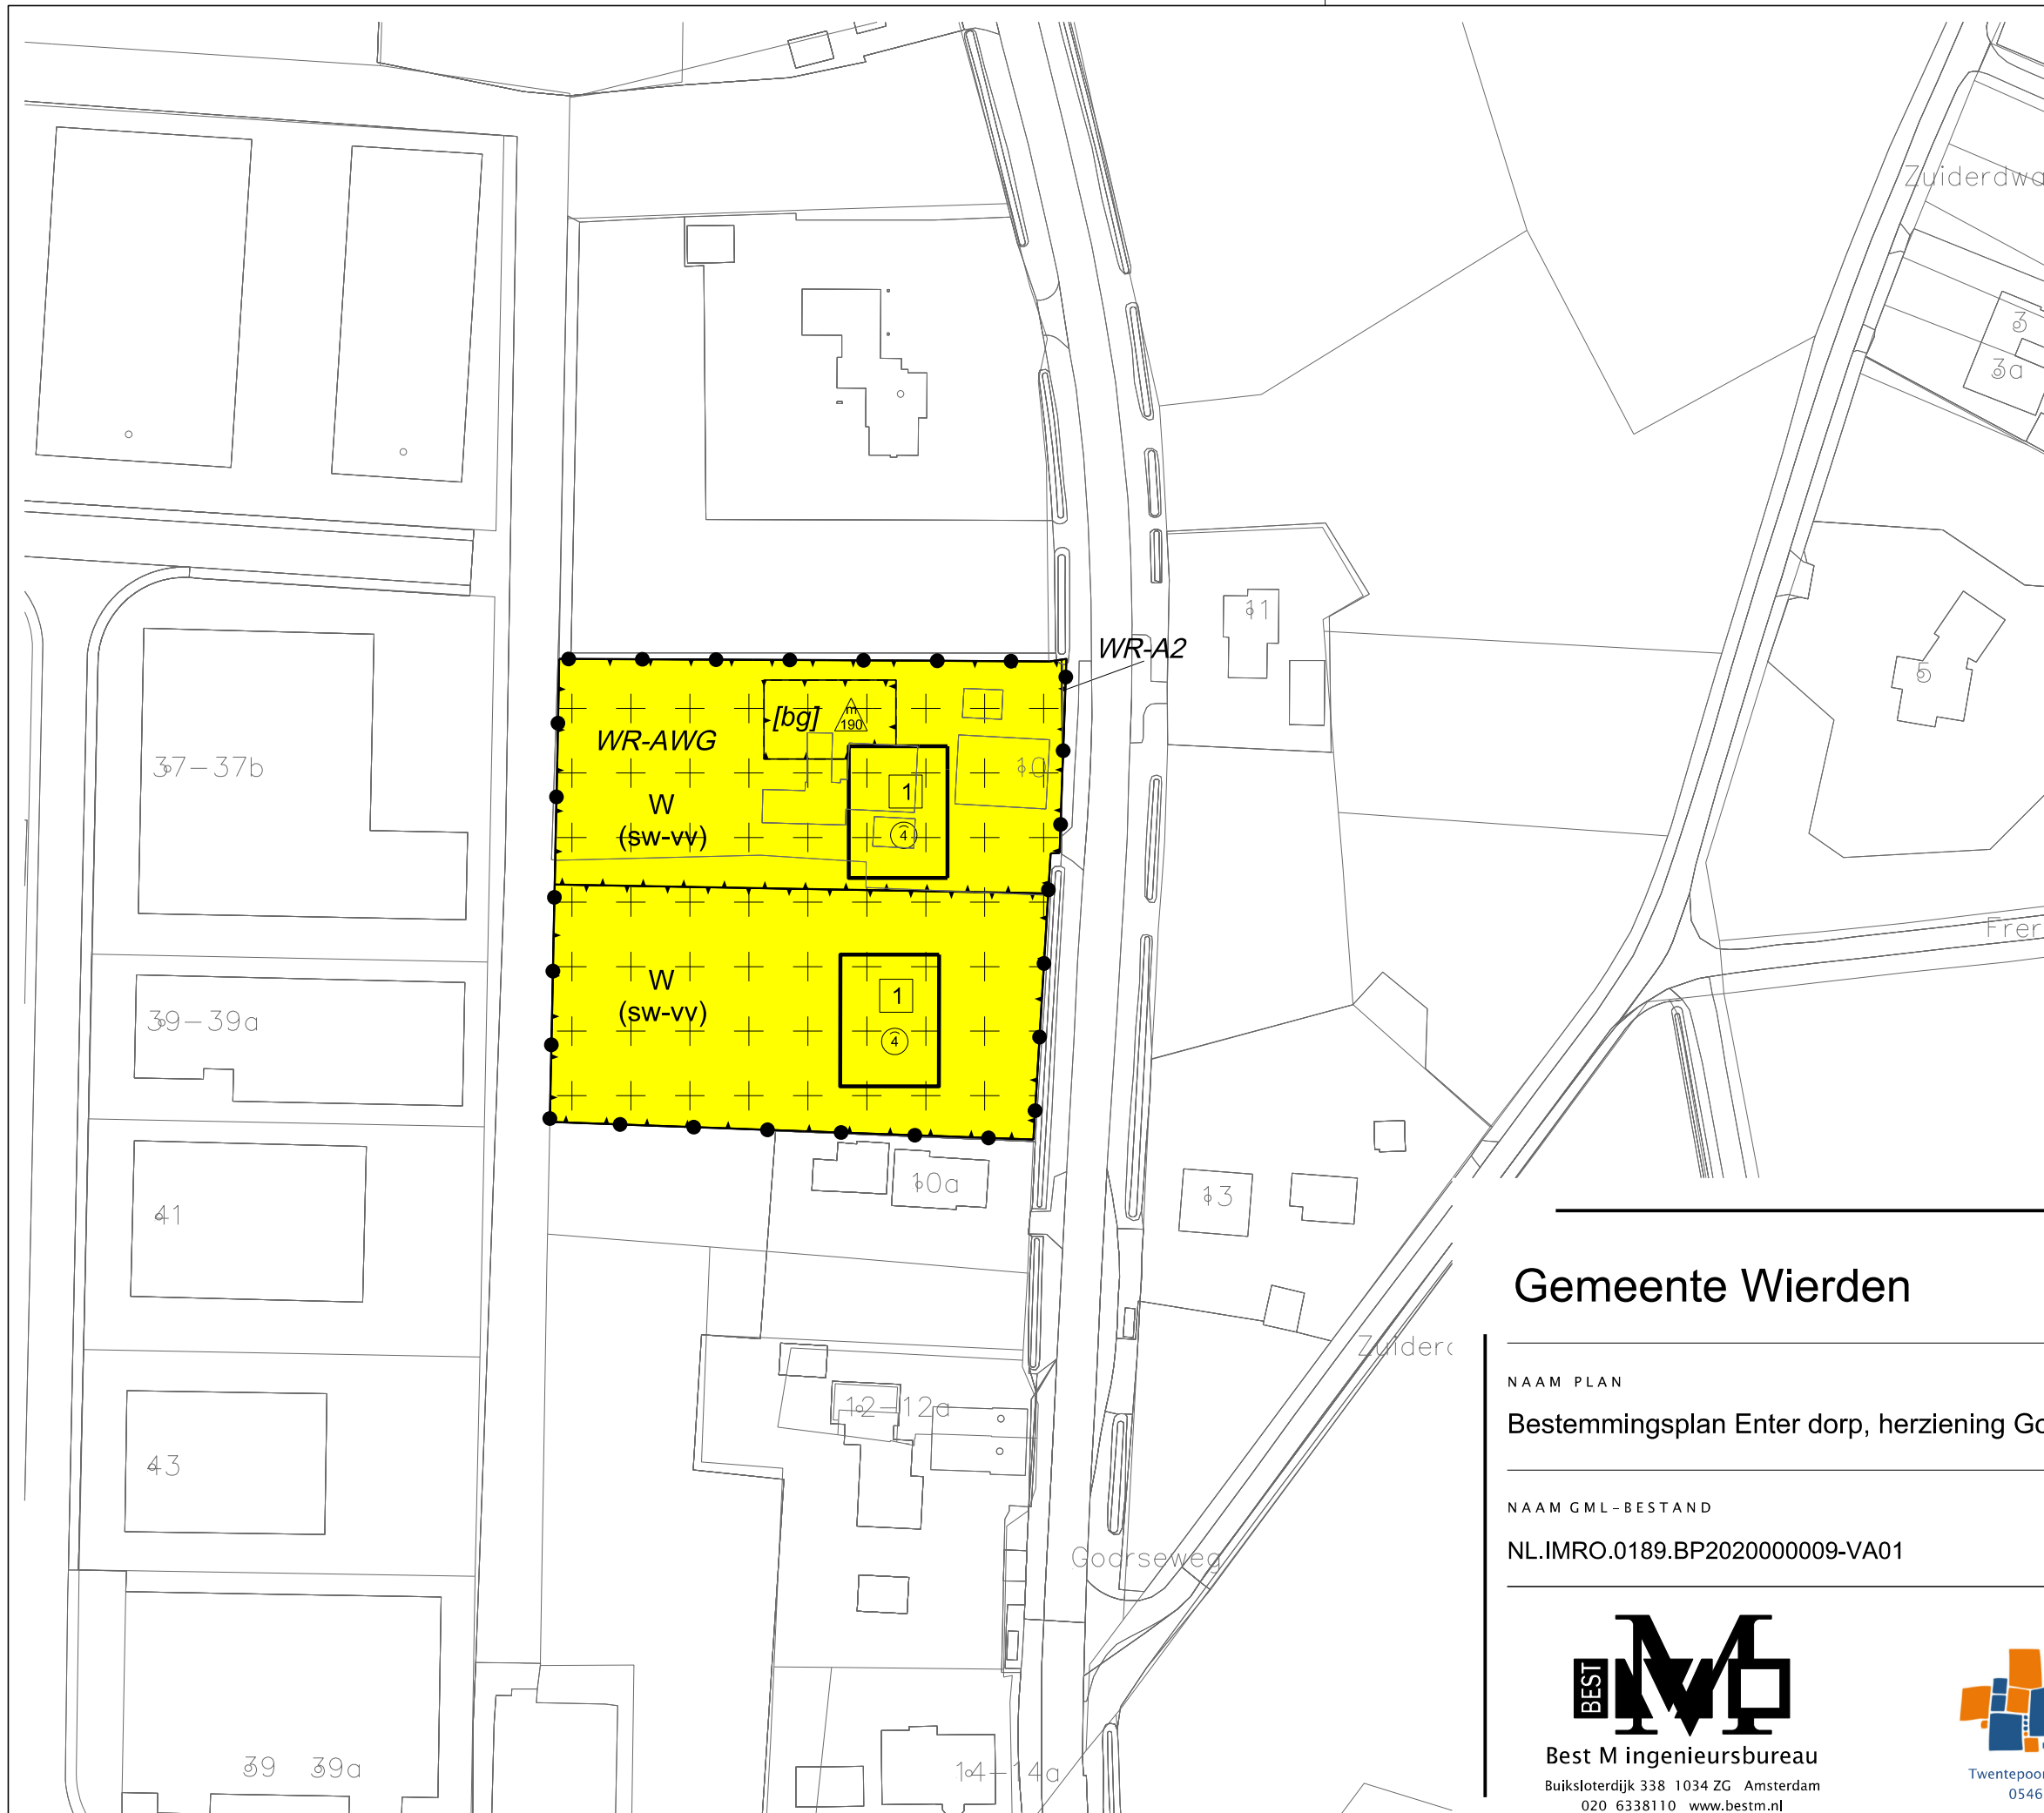 Zuiderdwa
3
3a
11
WR-A2
5
[bg]
m
190
WR-AWG
37-37b
10
1
W
(sw-vv)
4
Frer
W
(sw-vv)
1
4
39-39a
10a
13
41
Gemeente Wierden
Zuiderd
NAAM PLAN
12-12a
Bestemmingsplan Enter dorp, herziening Go
43
NAAM GML-BESTAND
Goorseweg
NL.IMRO.0189.BP2020000009-VA01
BEST
M
Best M ingenieursbureau
39 39a
14-14a
Twentepoor
Buiksloterdijk 338 1034 ZG Amsterdam
0546
020 6338110 www.bestm.nl